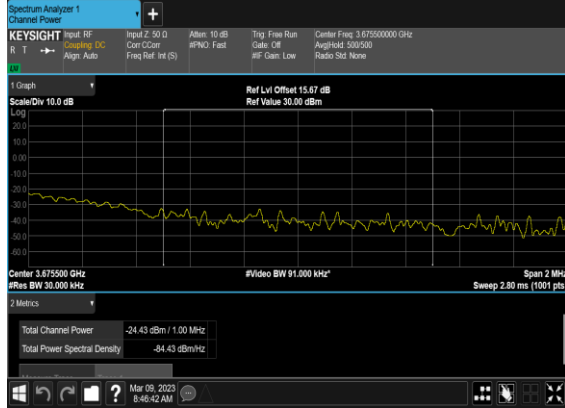 Spectrum Analyzer 1
Channel Power
+
KEYSIGHT Input: RF Input Z: 50 Ω Atten: 10 dB Trig: Free Run Center Freq: 3.675500000 GHz
R T Coupling: DC Corr CCorr #PNO: Fast Gate: Off Avg|Hold: 500/500
Align: Auto Freq Ref: Int (S) #IF Gain: Low Radio Std: None
1 Graph
Ref Lvl Offset 15.67 dB
Scale/Div 10.0 dB Ref Value 30.00 dBm
Log
20.0
10.0
0.00
-10.0
-20.0
-30.0
-40.0
-50.0
-60.0
Center 3.675500 GHz #Video BW 91.000 kHz* Span 2 MHz
#Res BW 30.000 kHz Sweep 2.80 ms (1001 pts
2 Metrics
Total Channel Power -24.43 dBm / 1.00 MHz
Total Power Spectral Density -84.43 dBm/Hz
?
Mar 09, 2023
8:46:42 AM